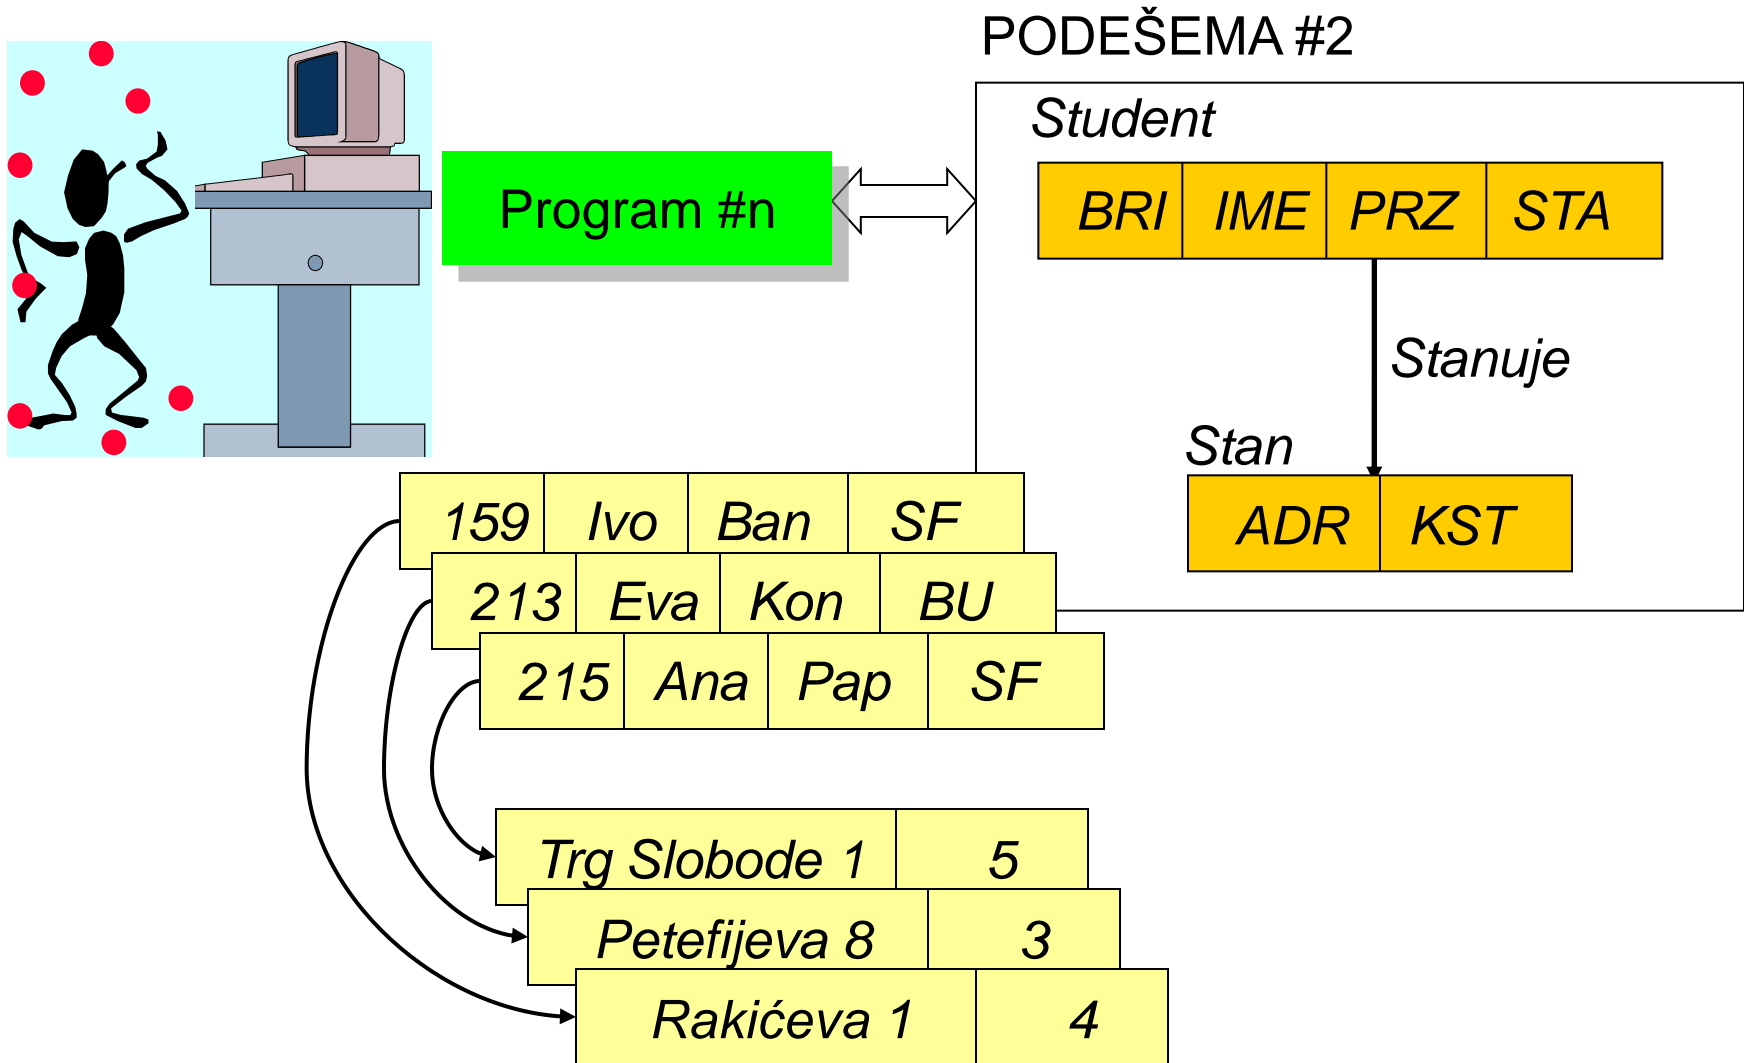 PODEŠEMA #2
Student
Program #n
BRI IME PRZ STA
Stanuje
Stan
ADR KST
159 Ivo Ban SF
213 Eva Kon BU
215 Ana Pap SF
Trg Slobode 1 5
Petefijeva 8 3
Rakićeva 1 4